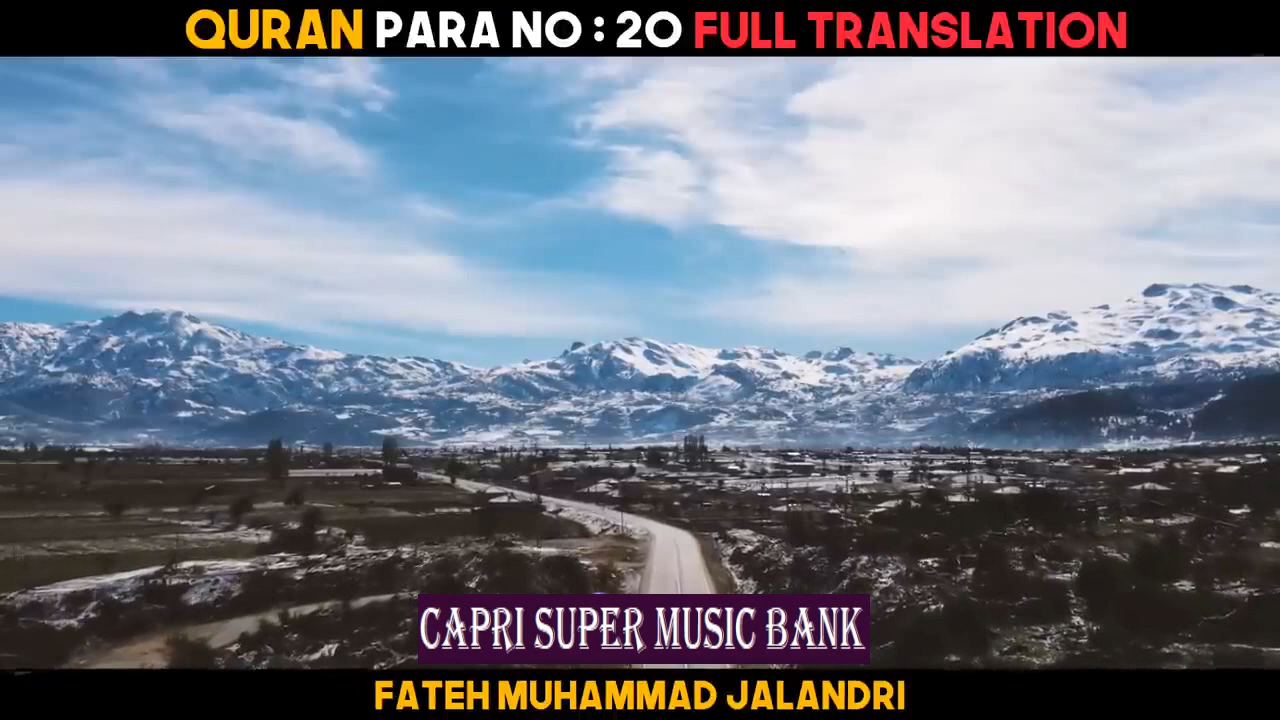 QURAN PARA NO : 20 FULL TRANSLATION
CAPRI SUPER MUSIC BANK
FATEH MUHAMMAD JALANDRI